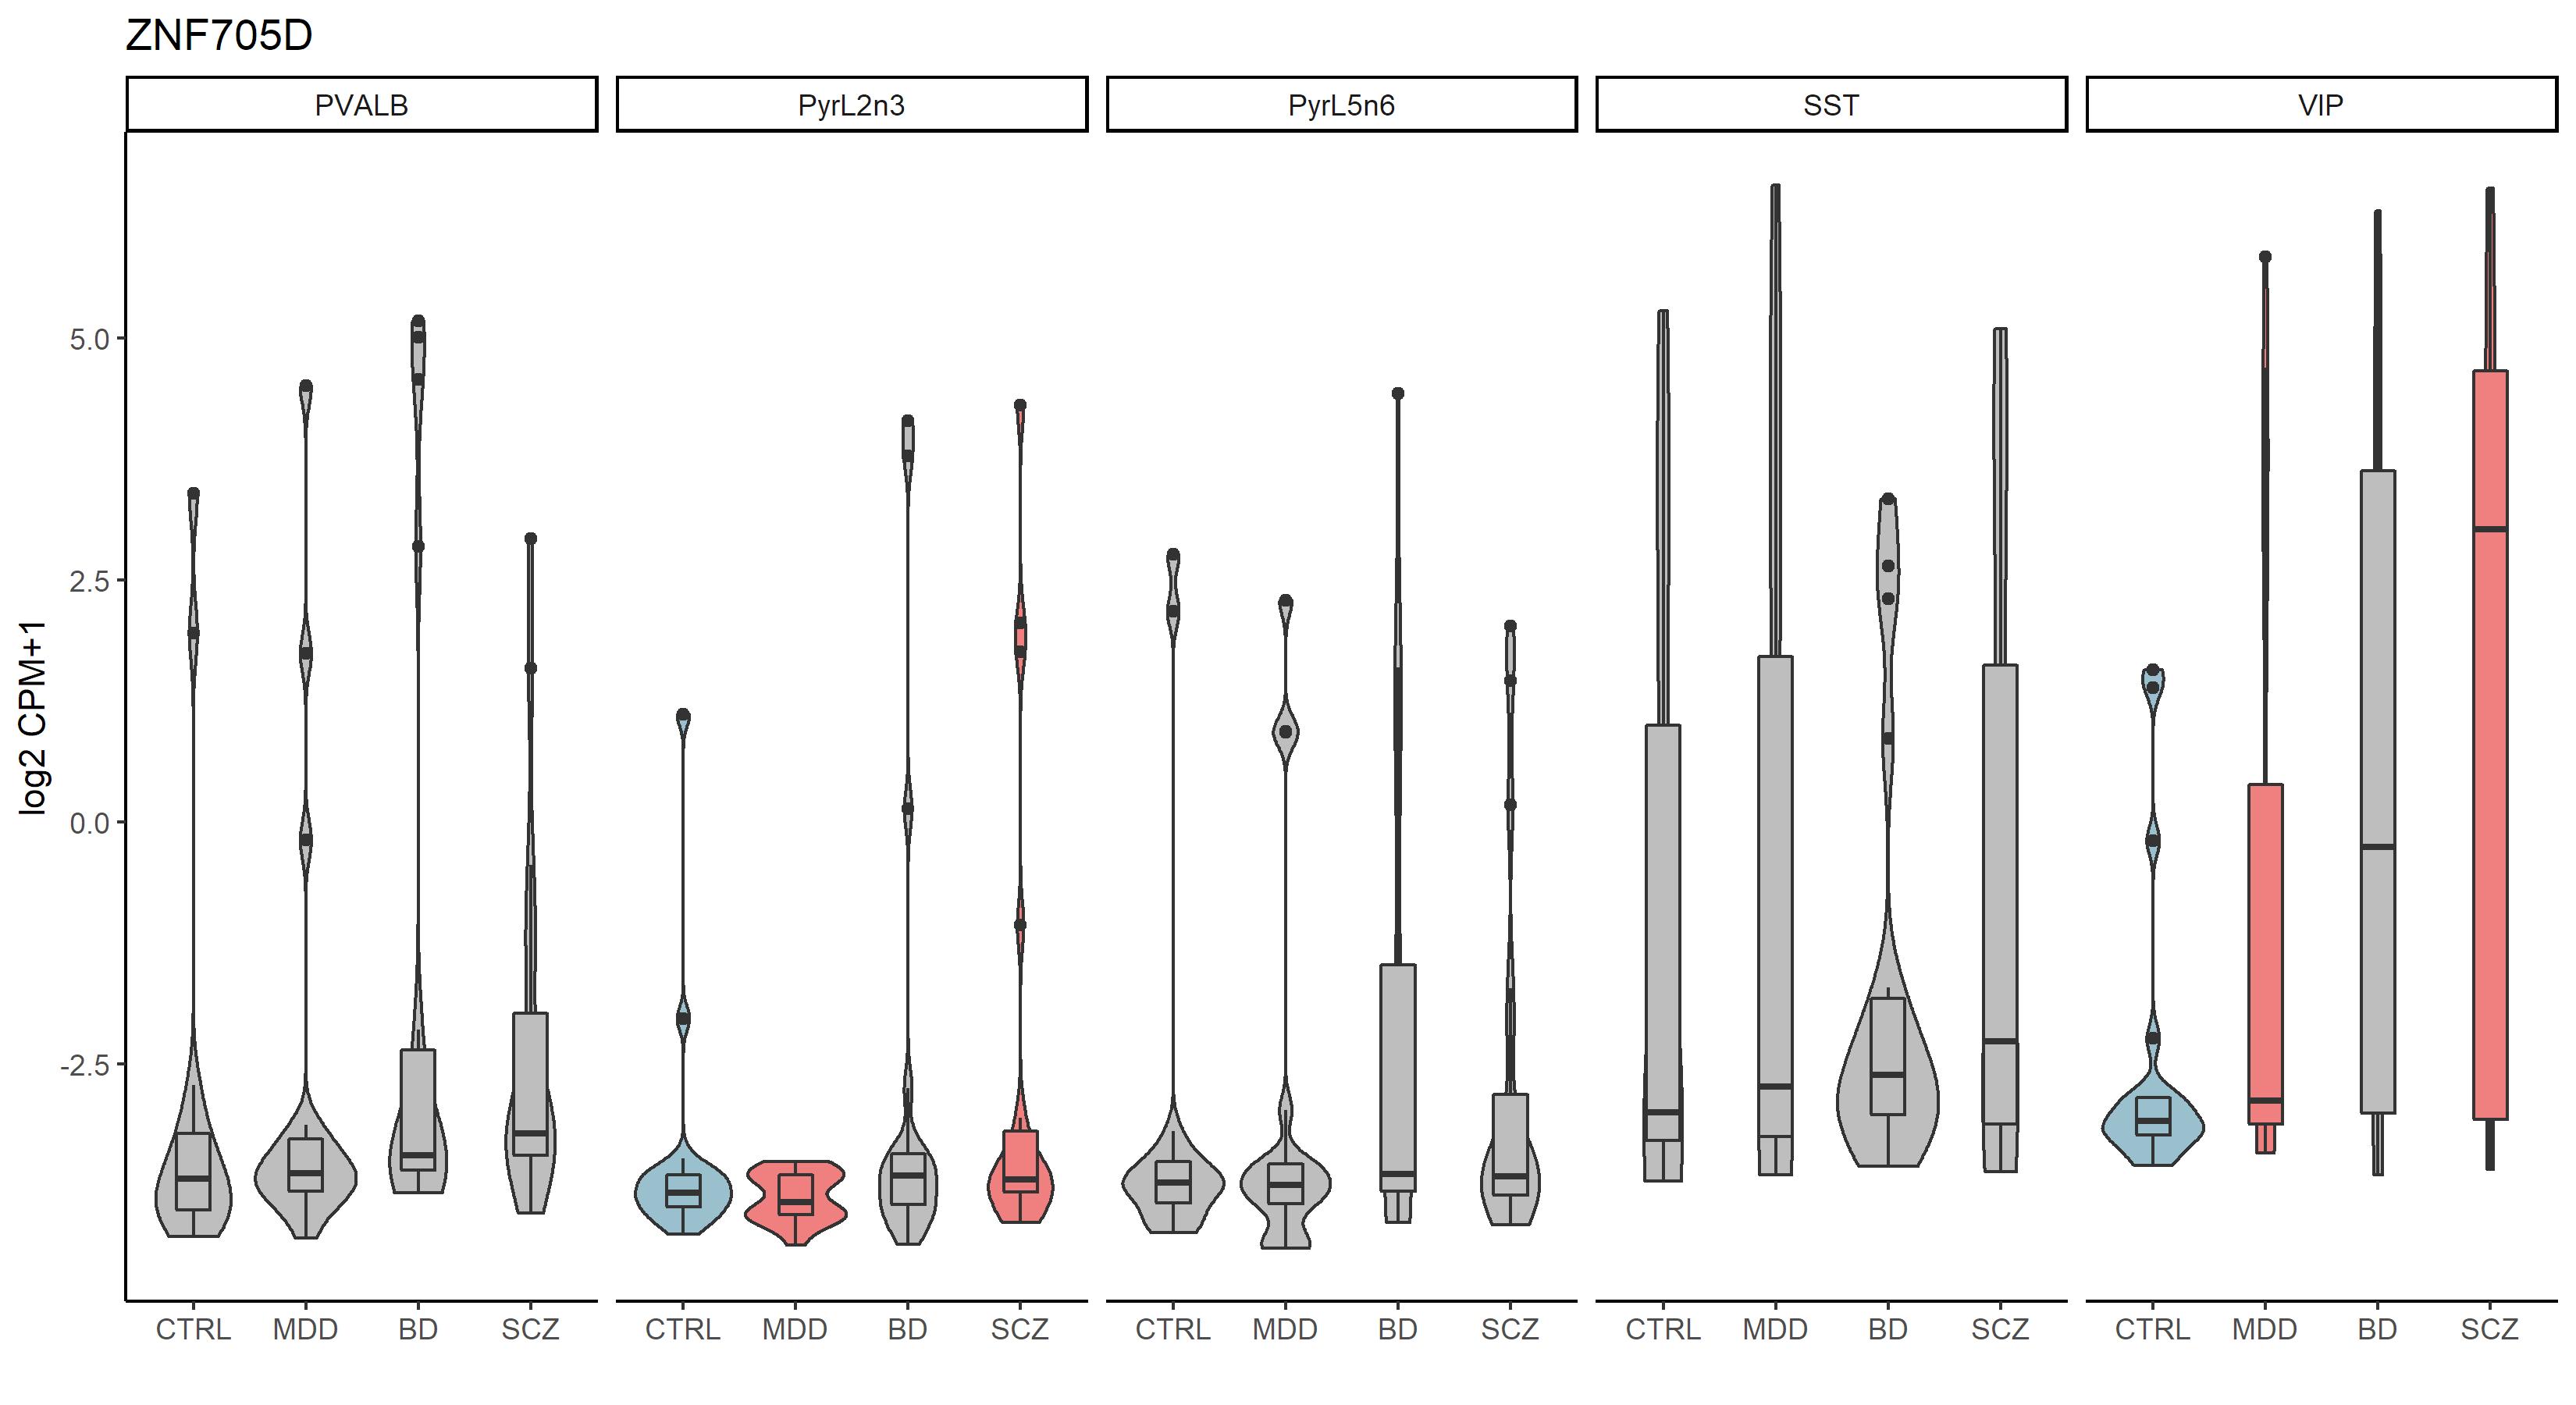 ZNF705D
PVALB PyrL2n3 PyrL5n6 SST VIP
log2 CPM+1
5.0
2.5
0.0
-2.5
CTRL MDD BD SCZ CTRL MDD BD SCZ CTRL MDD BD SCZ CTRL MDD BD SCZ CTRL MDD BD SCZ